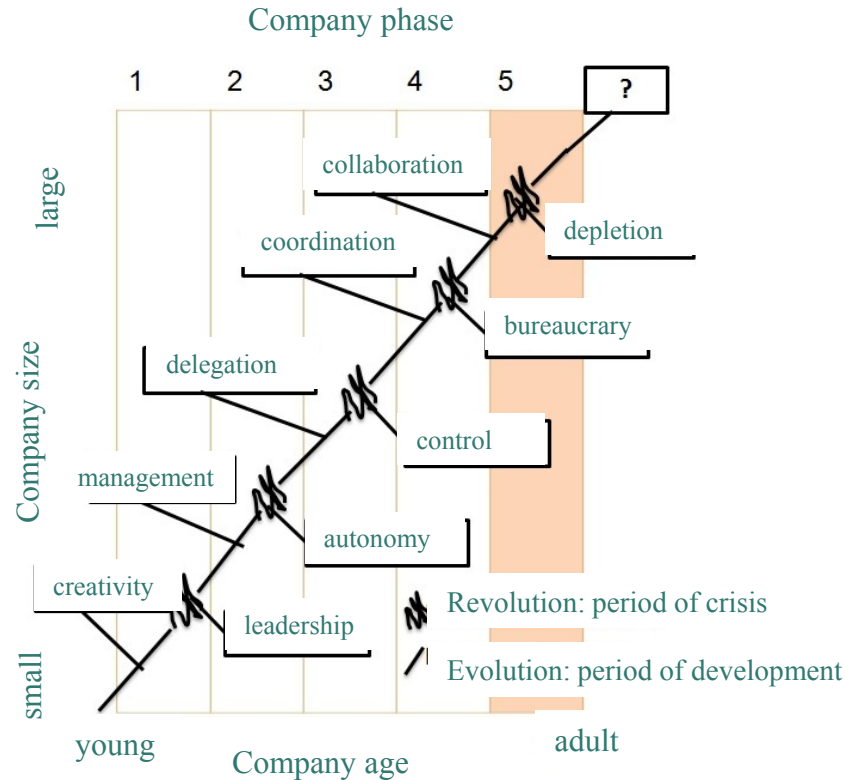 Company phase
1 2 3 4 5 ?
collaboration
large
coordination
depletion
bureaucrary
delegation
Company size
control
management
autonomy
creativity
Revolution: period of crisis
leadership
small
Evolution: period of development
young
adult
Company age